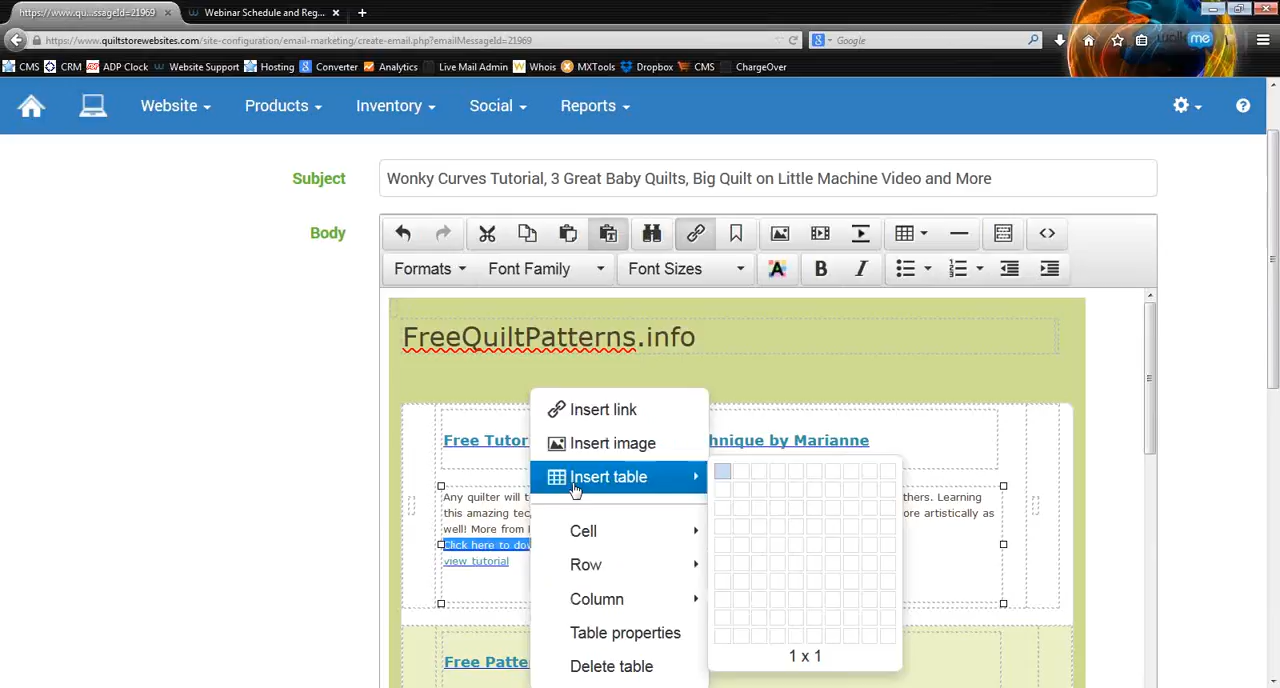 https://www.qu...ssageId=21969 × Webinar Schedule and Reg... × +
https://www.quiltstorewebsites.com/site-configuration/email-marketing/create-email.php?emailMessageId=21969 Google walkme
CMS CRM ADP Clock Website Support Hosting Converter Analytics Live Mail Admin Whois MXTools Dropbox CMS ChargeOver
Website Products Inventory Social Reports
Subject Wonky Curves Tutorial, 3 Great Baby Quilts, Big Quilt on Little Machine Video and More
Body
Formats Font Family Font Sizes A B I
FreeQuiltPatterns.info
Insert link
Free Tutor nique by Marianne
Insert image
Insert table
Any quilter will t hers. Learning
this amazing tec ore artistically as
well! More from
Cell
Click here to dov
view tutorial
Row
Column
Table properties
1 x 1
Free Patte
Delete table